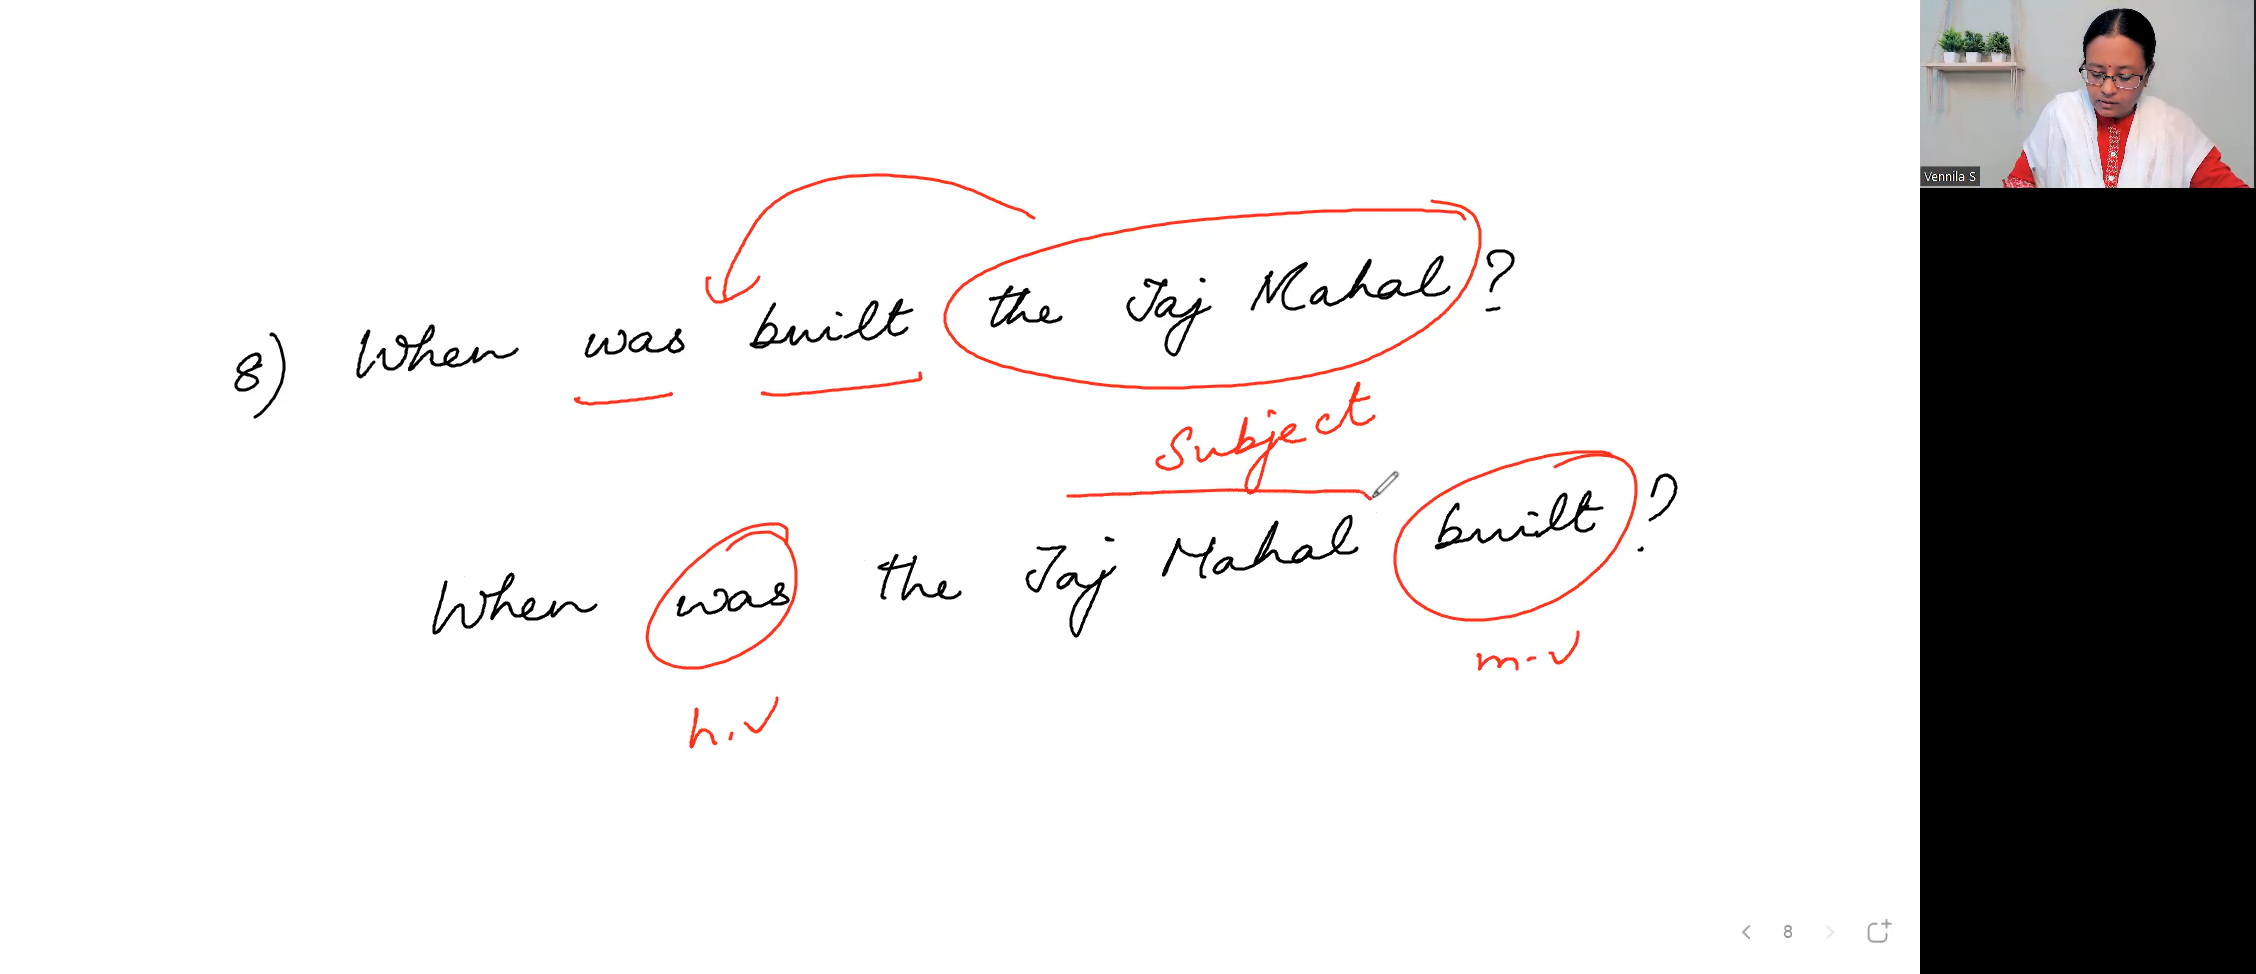 Vennila S
8) When was built the Taj Mahal ?
Subject
When was the Taj Mahal built ?
m.v
h.v
8